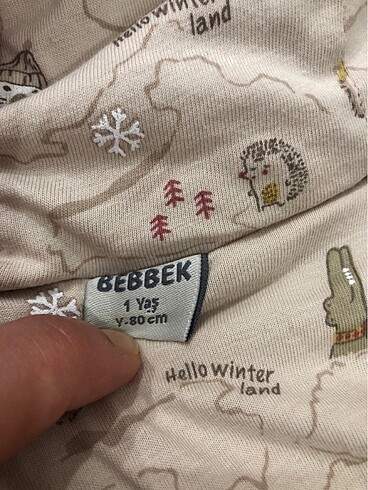 Hello winter
land
BEBBEK
1 Yaş
Y-80 cm
Hello winter
land